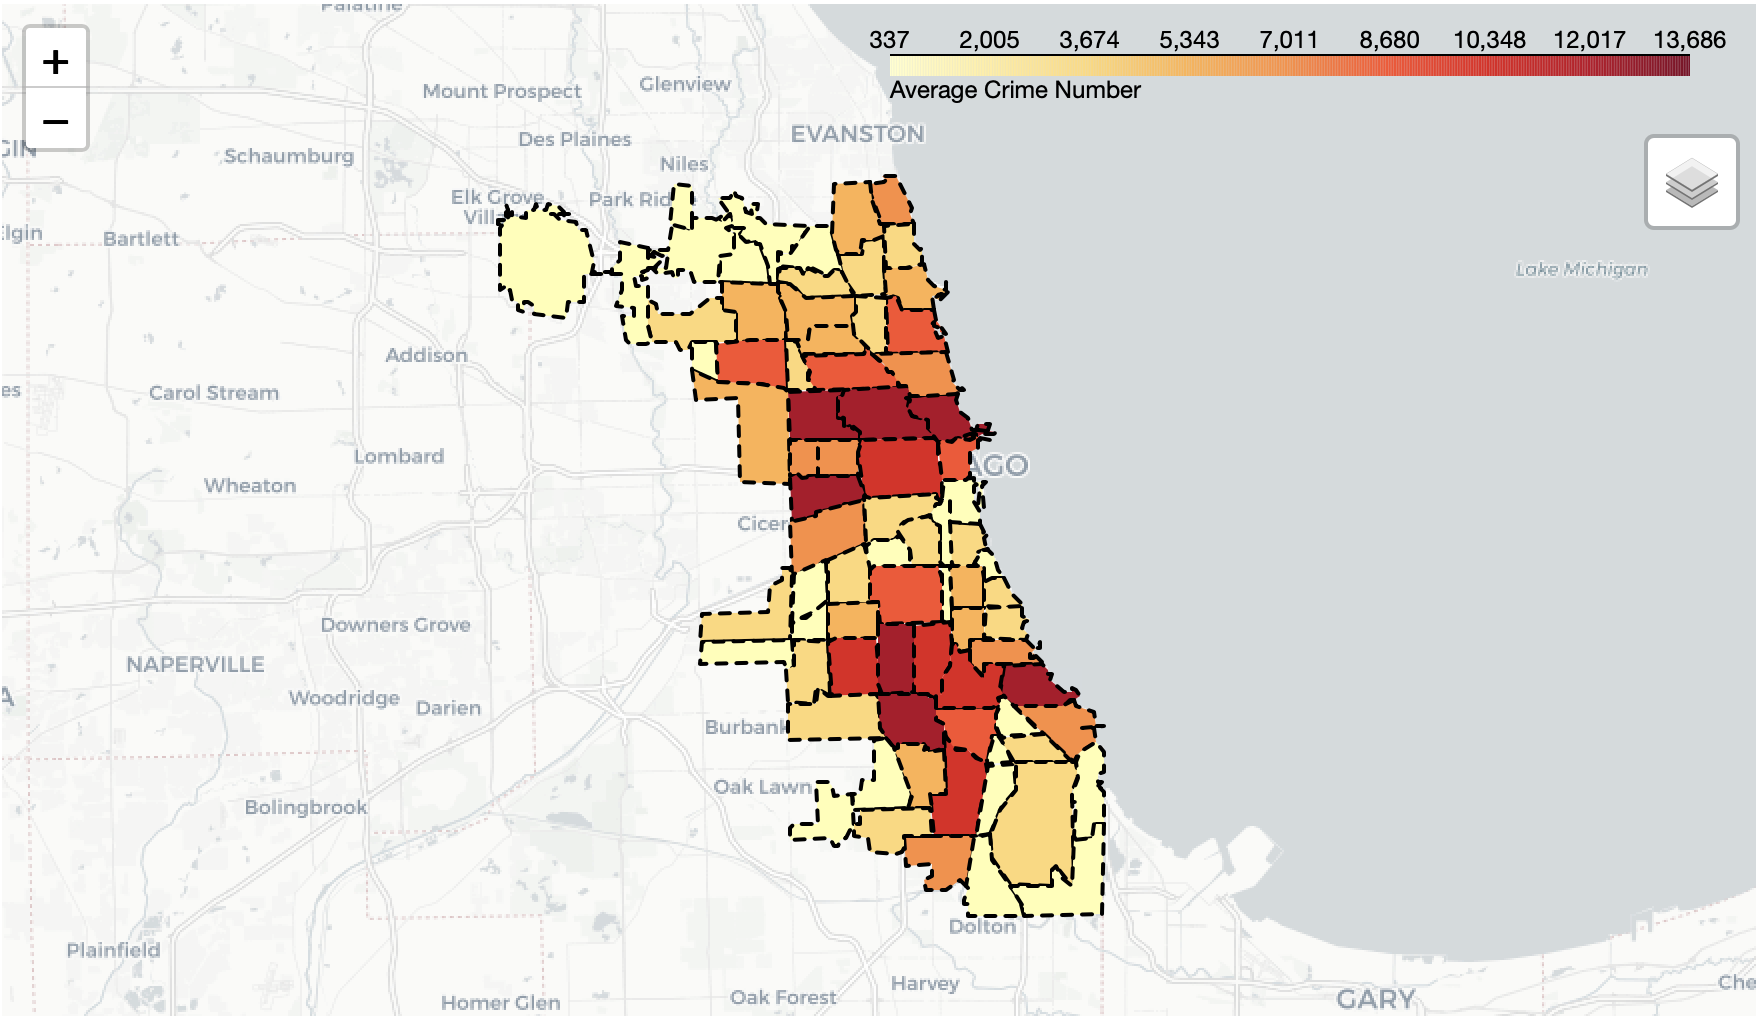 Palatine
+
−
337 2,005 3,674 5,343 7,011 8,680 10,348 12,017 13,686
Average Crime Number
Mount Prospect
Glenview
Des Plaines
EVANSTON
GIN
Schaumburg
Niles
Elk Grove
Villa
Park Rid
lgin
Bartlett
Lake Michigan
Addison
es
Carol Stream
Lombard
AGO
Wheaton
Cicer
Downers Grove
NAPERVILLE
Woodridge
Darien
A
Burbank
Oak Lawn
Bolingbrook
Dolton
Plainfield
Harvey
Che
Homer Glen
Oak Forest
GARY